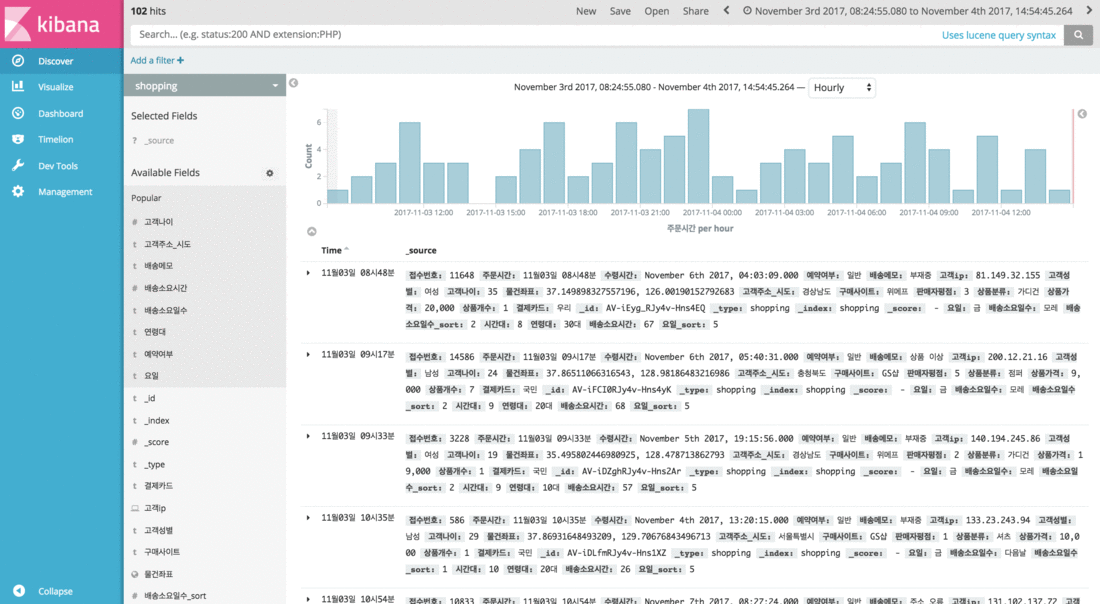 kibana
Discover
Visualize
Dashboard
Timelion
Dev Tools
Management
Collapse
102 hits
New Save Open Share November 3rd 2017, 08:24:55.080 to November 4th 2017, 14:54:45.264
Search... (e.g. status:200 AND extension:PHP) Uses lucene query syntax
Add a filter +
shopping
Selected Fields
? _source
Available Fields
Popular
# 고객나이
t 고객주소_시도
t 배송메모
# 배송소요시간
t 배송소요일수
t 연령대
t 예약여부
t 요일
t _id
t _index
# _score
t _type
t 결제카드
고객ip
t 고객성별
t 구매사이트
물건좌표
# 배송소요일수_sort
November 3rd 2017, 08:24:55.080 - November 4th 2017, 14:54:45.264 — Hourly
Count
6
4
2
0
2017-11-03 12:00 2017-11-03 15:00 2017-11-03 18:00 2017-11-03 21:00 2017-11-04 00:00 2017-11-04 03:00 2017-11-04 06:00 2017-11-04 09:00 2017-11-04 12:00
주문시간 per hour
Time _source
11월03일 08시48분 접수번호: 11648 주문시간: 11월03일 08시48분 수령시간: November 6th 2017, 04:03:09.000 예약여부: 일반 배송메모: 부재중 고객ip: 81.149.32.155 고객성
별: 여성 고객나이: 35 물건좌표: 37.149898327557196, 126.00190152792683 고객주소_시도: 경상남도 구매사이트: 위메프 판매자평점: 3 상품분류: 가디건 상품가
격: 20,000 상품개수: 1 결제카드: 우리 _id: AV-iEyg_RJy4v-Hns4EQ _type: shopping _index: shopping _score: - 요일: 금 배송소요일수: 모레 배송
소요일수_sort: 2 시간대: 8 연령대: 30대 배송소요시간: 67 요일_sort: 5
11월03일 09시17분 접수번호: 14586 주문시간: 11월03일 09시17분 수령시간: November 6th 2017, 05:40:31.000 예약여부: 일반 배송메모: 상품 이상 고객ip: 200.12.21.16 고객성
별: 남성 고객나이: 24 물건좌표: 37.86511066316543, 128.98186483216986 고객주소_시도: 충청북도 구매사이트: GS샵 판매자평점: 5 상품분류: 점퍼 상품가격: 9,
000 상품개수: 7 결제카드: 국민 _id: AV-iFCI0RJy4v-Hns4yK _type: shopping _index: shopping _score: - 요일: 금 배송소요일수: 모레 배송소요일수
_sort: 2 시간대: 9 연령대: 20대 배송소요시간: 68 요일_sort: 5
11월03일 09시33분 접수번호: 3228 주문시간: 11월03일 09시33분 수령시간: November 5th 2017, 19:15:56.000 예약여부: 일반 배송메모: 부재중 고객ip: 140.194.245.86 고객성
별: 여성 고객나이: 19 물건좌표: 35.495802446980925, 128.478713862793 고객주소_시도: 경상남도 구매사이트: 위메프 판매자평점: 2 상품분류: 가디건 상품가격: 1
9,000 상품개수: 1 결제카드: 국민 _id: AV-iDZghRJy4v-Hns2Ar _type: shopping _index: shopping _score: - 요일: 금 배송소요일수: 모레 배송소요일
수_sort: 2 시간대: 9 연령대: 10대 배송소요시간: 57 요일_sort: 5
11월03일 10시35분 접수번호: 586 주문시간: 11월03일 10시35분 수령시간: November 4th 2017, 13:20:15.000 예약여부: 일반 배송메모: 부재중 고객ip: 133.23.243.94 고객성별:
남성 고객나이: 29 물건좌표: 37.86931648493209, 129.70676843496713 고객주소_시도: 서울특별시 구매사이트: GS샵 판매자평점: 1 상품분류: 셔츠 상품가격: 10,0
00 상품개수: 1 결제카드: 국민 _id: AV-iDLfmRJy4v-Hns1XZ _type: shopping _index: shopping _score: - 요일: 금 배송소요일수: 다음날 배송소요일수
_sort: 1 시간대: 10 연령대: 20대 배송소요시간: 26 요일_sort: 5
11월03일 10시54분 접수번호: 10833 주문시간: 11월03일 10시54분 수령시간: November 7th 2017, 08:27:24.000 예약여부: 일반 배송메모: 주소 오류 고객ip: 131.102.137.72 고객